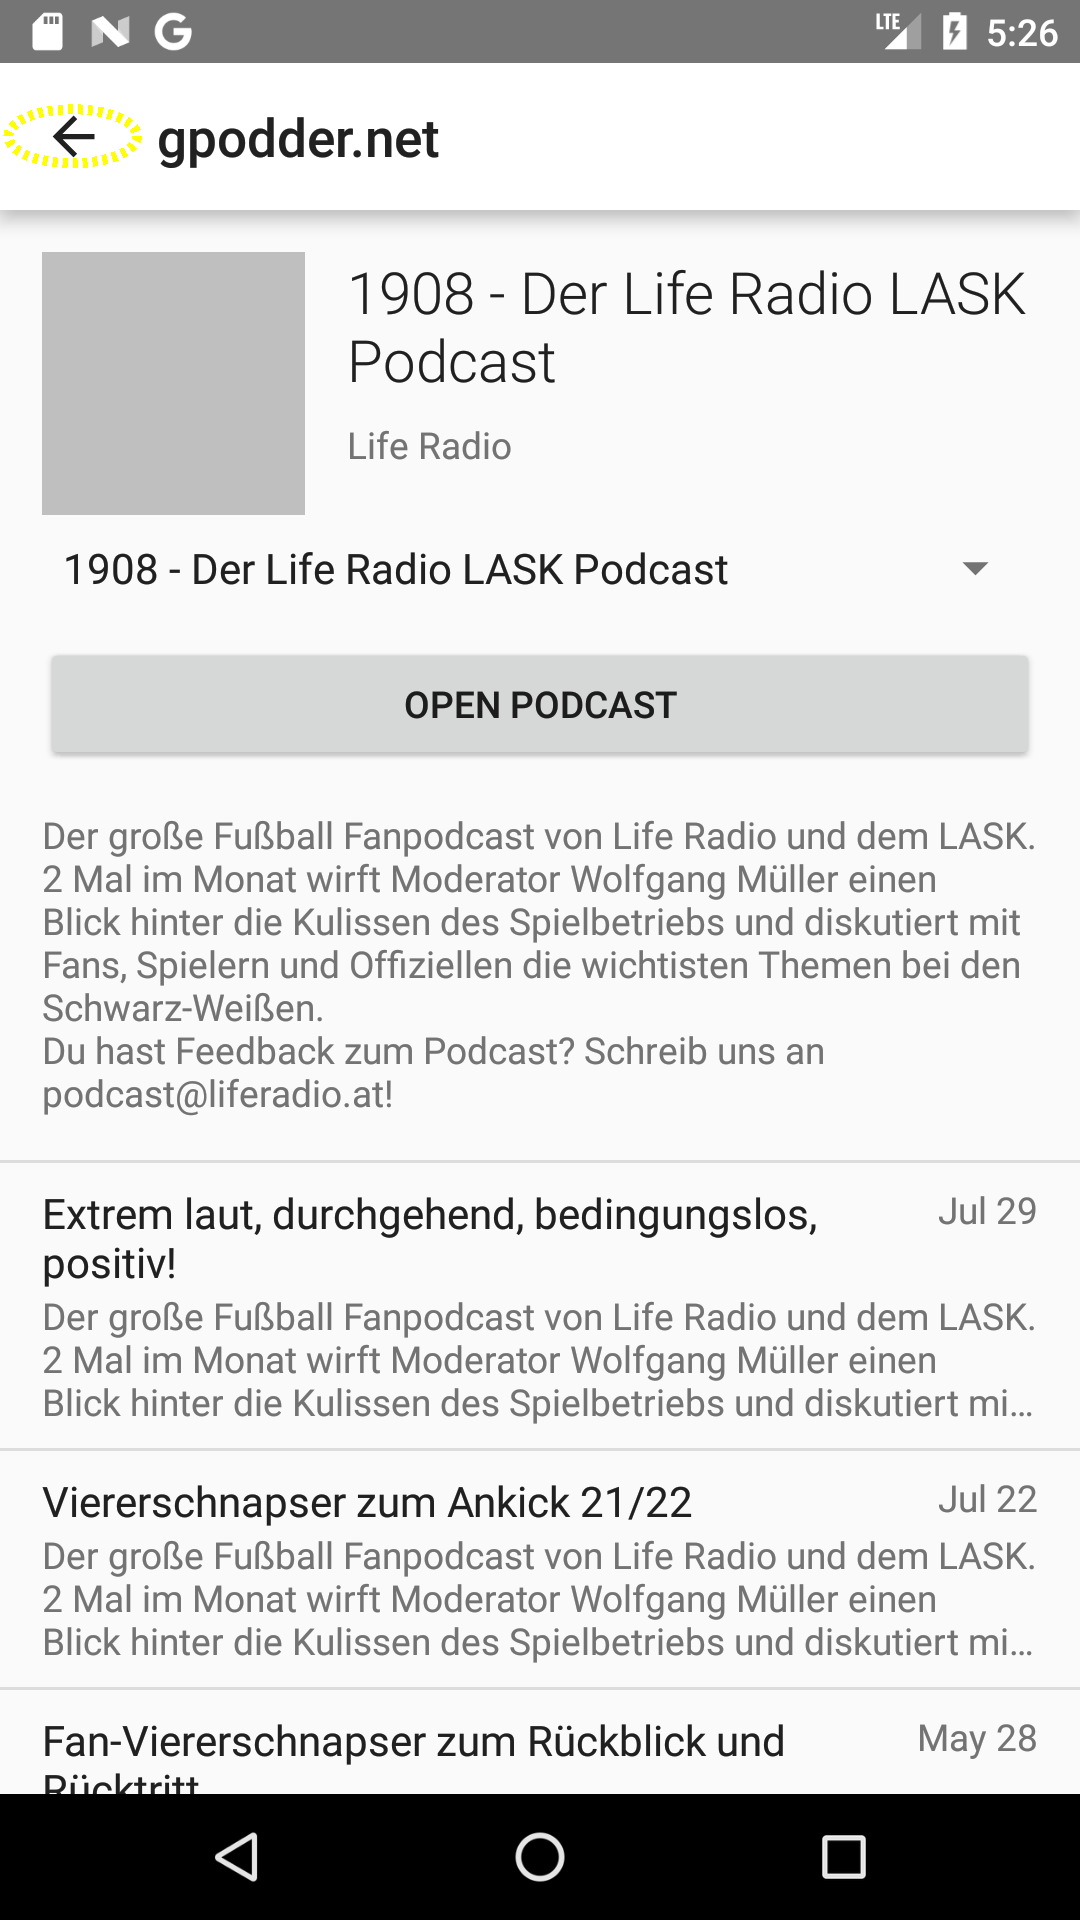 LTE 5:26
gpodder.net
1908 - Der Life Radio LASK
Podcast
Life Radio
1908 - Der Life Radio LASK Podcast
OPEN PODCAST
Der große Fußball Fanpodcast von Life Radio und dem LASK.
2 Mal im Monat wirft Moderator Wolfgang Müller einen
Blick hinter die Kulissen des Spielbetriebs und diskutiert mit
Fans, Spielern und Offiziellen die wichtisten Themen bei den
Schwarz-Weißen.
Du hast Feedback zum Podcast? Schreib uns an
podcast@liferadio.at!
Extrem laut, durchgehend, bedingungslos, Jul 29
positiv!
Der große Fußball Fanpodcast von Life Radio und dem LASK.
2 Mal im Monat wirft Moderator Wolfgang Müller einen
Blick hinter die Kulissen des Spielbetriebs und diskutiert mi…
Viererschnapser zum Ankick 21/22 Jul 22
Der große Fußball Fanpodcast von Life Radio und dem LASK.
2 Mal im Monat wirft Moderator Wolfgang Müller einen
Blick hinter die Kulissen des Spielbetriebs und diskutiert mi…
Fan-Viererschnapser zum Rückblick und May 28
Rücktritt